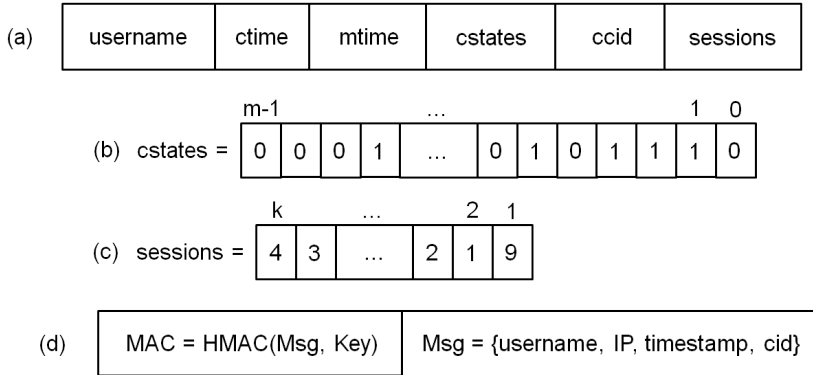 (a) username ctime mtime cstates ccid sessions
m-1 ... 1 0
(b) cstates = 0 0 0 1 ... 0 1 0 1 1 1 0
k ... 2 1
(c) sessions = 4 3 ... 2 1 9
(d) MAC = HMAC(Msg, Key) Msg = {username, IP, timestamp, cid}